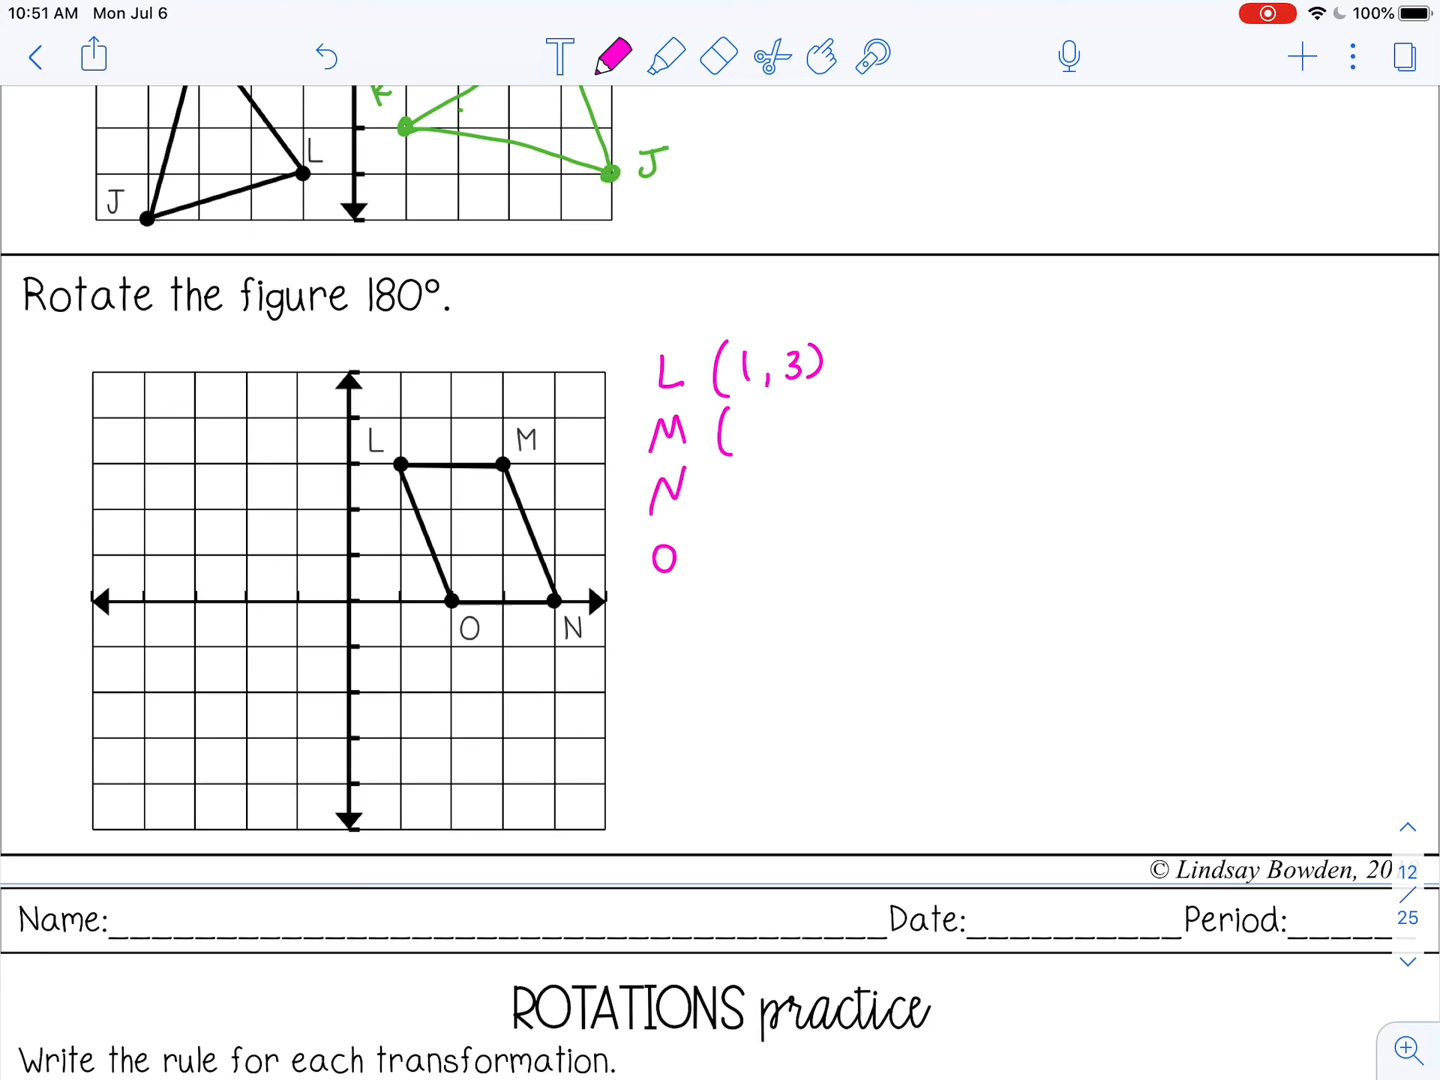 10:51 AM Mon Jul 6 100%
T
K
L
J
J
Rotate the figure 180°.
L (1, 3)
M (
L M
N
O
O N
© Lindsay Bowden, 20
12
25
Name: Date: Period:
ROTATIONS practice
Write the rule for each transformation.